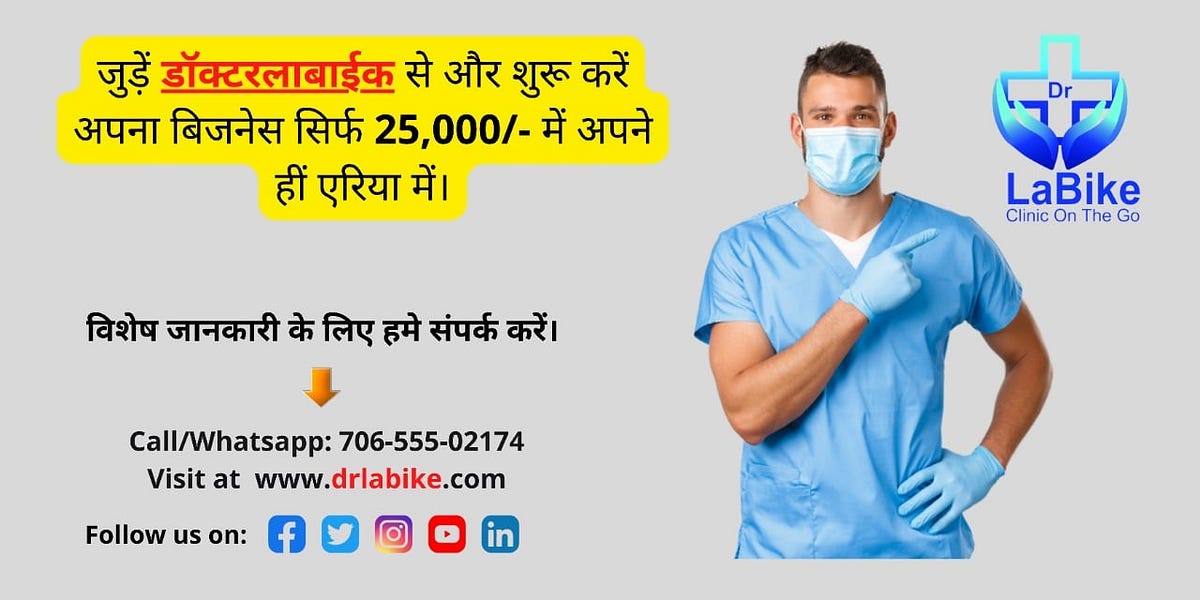 जुड़ें डॉक्टरलाबाईक से और शुरू करें
अपना बिजनेस सिर्फ 25,000/- में अपने
हीं एरिया में।
Dr
LaBike
Clinic On The Go
विशेष जानकारी के लिए हमे संपर्क करें।
Call/Whatsapp: 706-555-02174
Visit at www.drlabike.com
Follow us on: